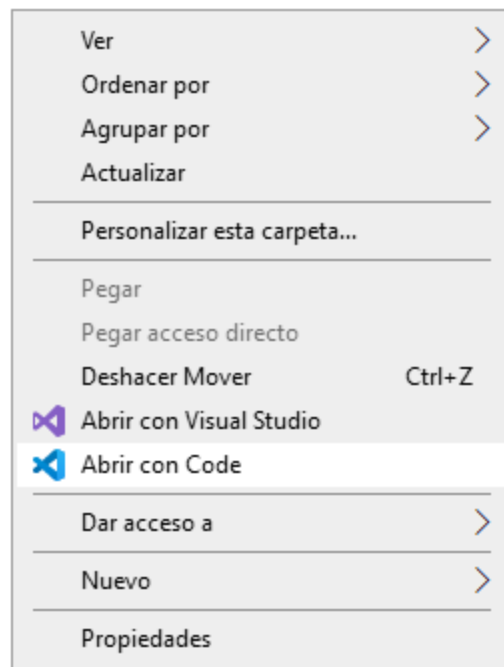 Ver
Ordenar por
Agrupar por
Actualizar
Personalizar esta carpeta...
Pegar
Pegar acceso directo
Deshacer Mover Ctrl+Z
Abrir con Visual Studio
Abrir con Code
Dar acceso a
Nuevo
Propiedades